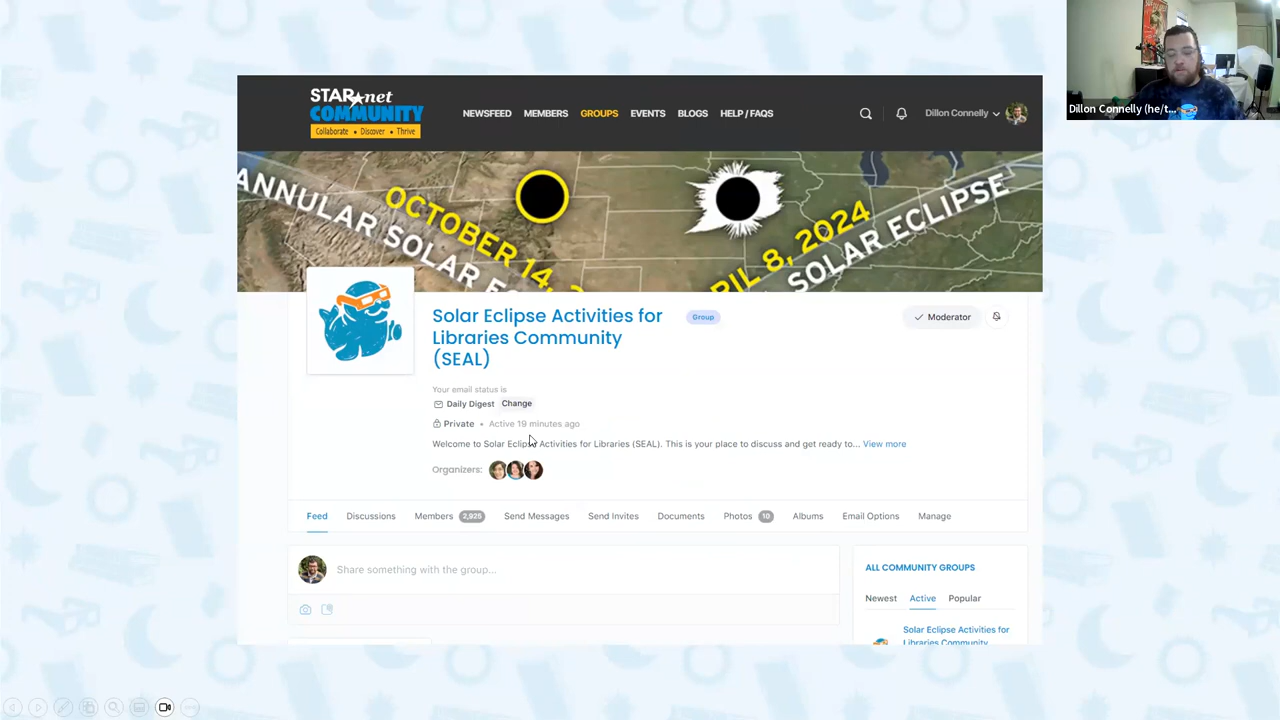 STAR net
COMMUNITY
Collaborate • Discover • Thrive
NEWSFEED MEMBERS GROUPS EVENTS BLOGS HELP / FAQS
Dillon Connelly
Dillon Connelly (he/t...
ANNULAR SOLAR
OCTOBER 14,
APRIL 8, 2024
SOLAR ECLIPSE
Solar Eclipse Activities for
Libraries Community
(SEAL)
Group
Moderator
Your email status is
Daily Digest Change
Private • Active 19 minutes ago
Welcome to Solar Eclipse Activities for Libraries (SEAL). This is your place to discuss and get ready to... View more
Organizers:
Feed Discussions Members 2,925 Send Messages Send Invites Documents Photos 10 Albums Email Options Manage
Share something with the group...
ALL COMMUNITY GROUPS
Newest Active Popular
Solar Eclipse Activities for
Libraries Community